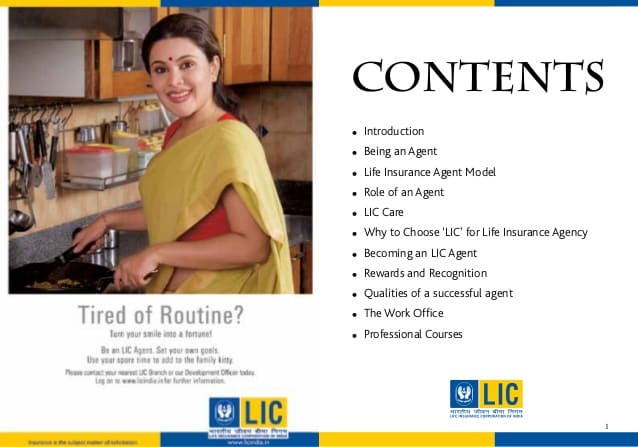 Tired of Routine?
Turn your smile into a fortune!
Be an LIC Agent. Set your own goals.
Use your spare time to add to the family kitty.
Please contact your nearest LIC Branch or our Development Officer today.
Log on to www.licindia.in for further information.
LIC
भारतीय जीवन बीमा निगम
LIFE INSURANCE CORPORATION OF INDIA
Insurance is the subject matter of solicitation.
www.licindia.in
CONTENTS
• Introduction
• Being an Agent
• Life Insurance Agent Model
• Role of an Agent
• LIC Care
• Why to Choose 'LIC' for Life Insurance Agency
• Becoming an LIC Agent
• Rewards and Recognition
• Qualities of a successful agent
• The Work Office
• Professional Courses
LIC
भारतीय जीवन बीमा निगम
LIFE INSURANCE CORPORATION OF INDIA
1